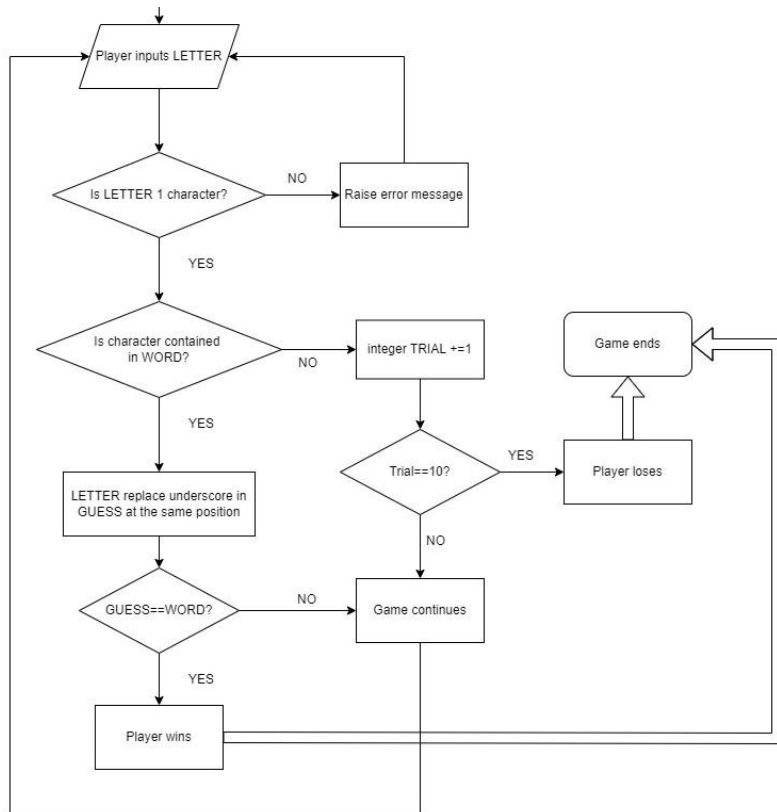 Player inputs LETTER
Is LETTER 1 character?
NO
Raise error message
YES
Is character contained
in WORD?
NO
integer TRIAL +=1
Game ends
YES
Trial==10?
YES
Player loses
LETTER replace underscore in
GUESS at the same position
NO
GUESS==WORD?
NO
Game continues
YES
Player wins